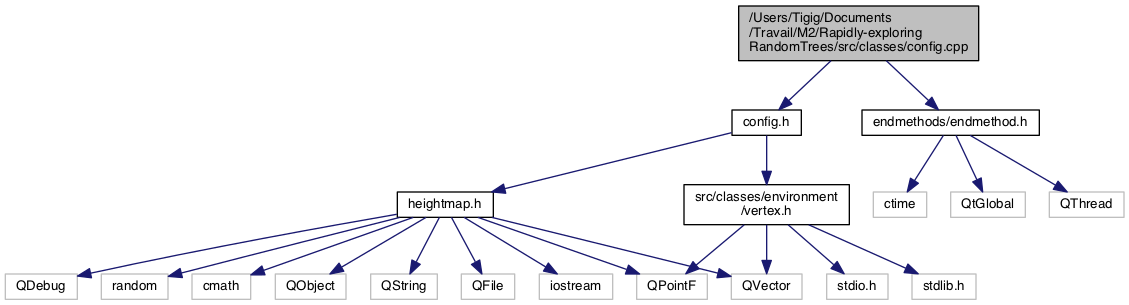 /Users/Tigig/Documents
/Travail/M2/Rapidly-exploring
RandomTrees/src/classes/config.cpp
config.h
endmethods/endmethod.h
heightmap.h
src/classes/environment
/vertex.h
ctime
QtGlobal
QThread
QDebug
random
cmath
QObject
QString
QFile
iostream
QPointF
QVector
stdio.h
stdlib.h